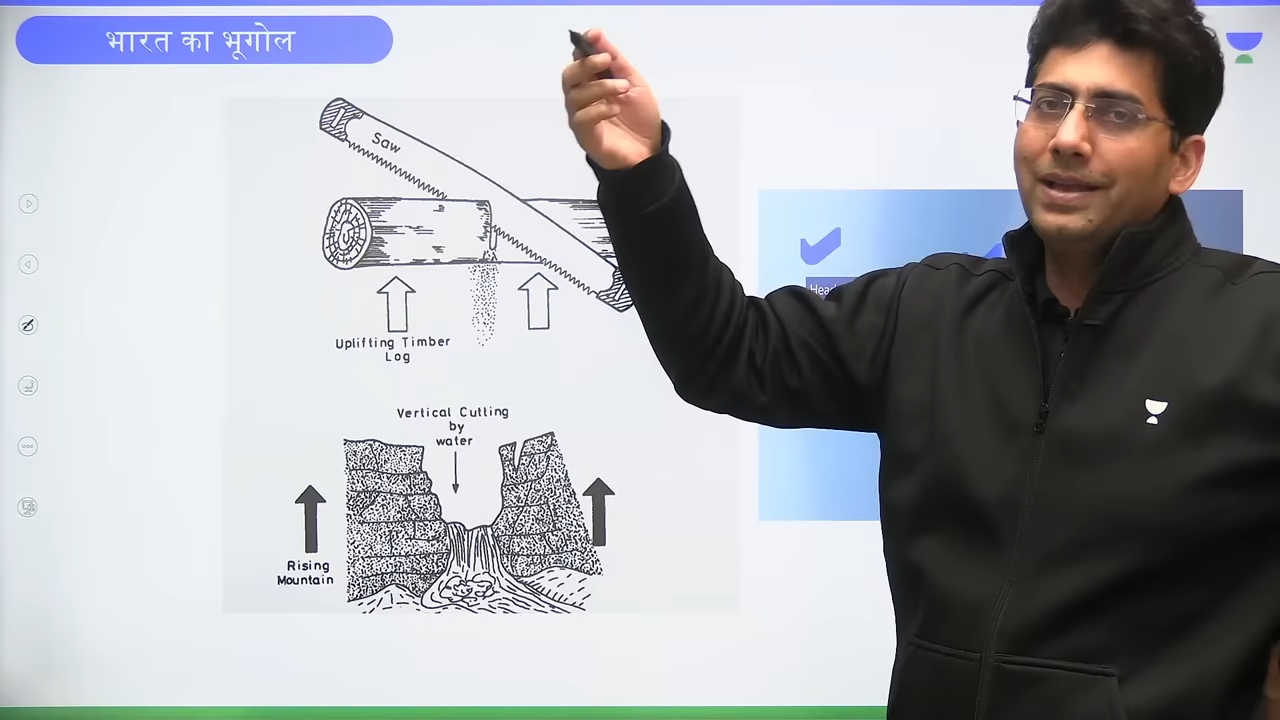 भारत का भूगोल
Saw
Uplifting Timber
Log
Vertical Cutting
by
water
Rising
Mountain